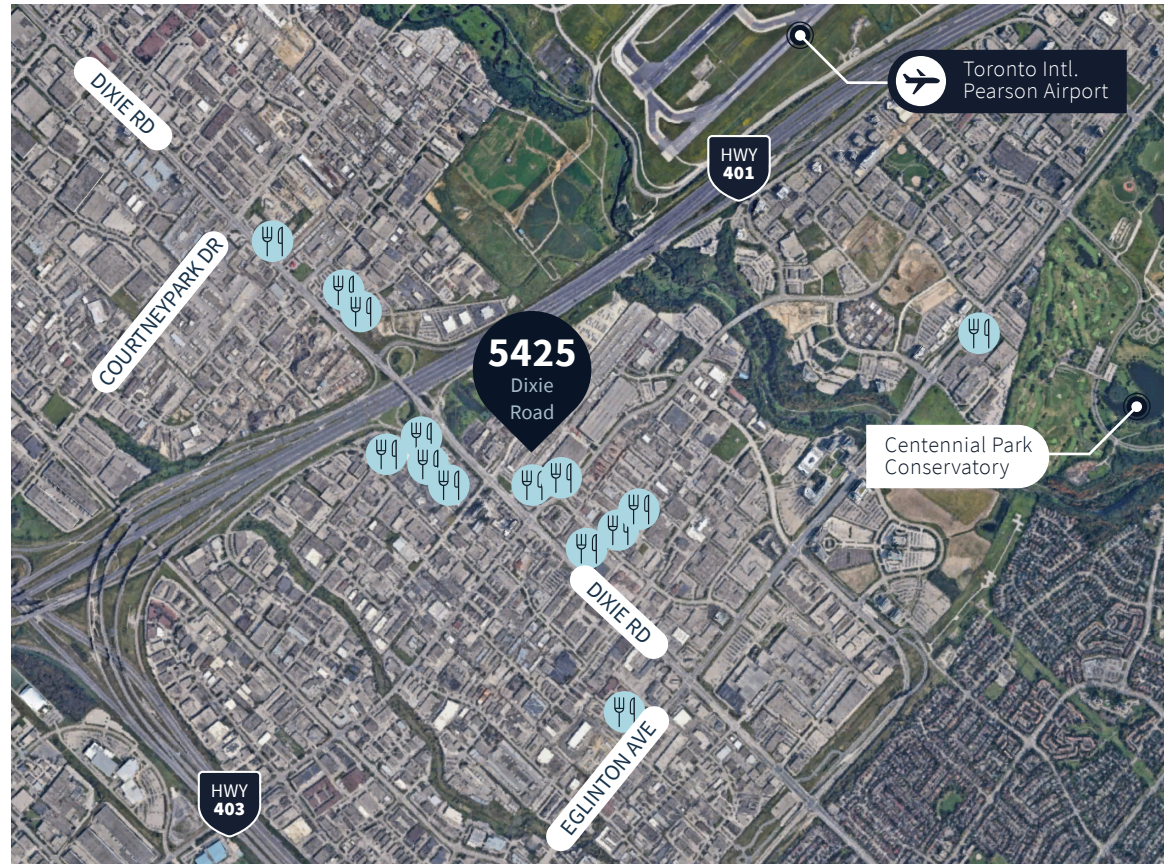 DIXIE RD
Toronto Intl.
Pearson Airport
HWY
401
COURTNEYPARK DR
5425
Dixie
Road
Centennial Park
Conservatory
DIXIE RD
EGLINTON AVE
HWY
403